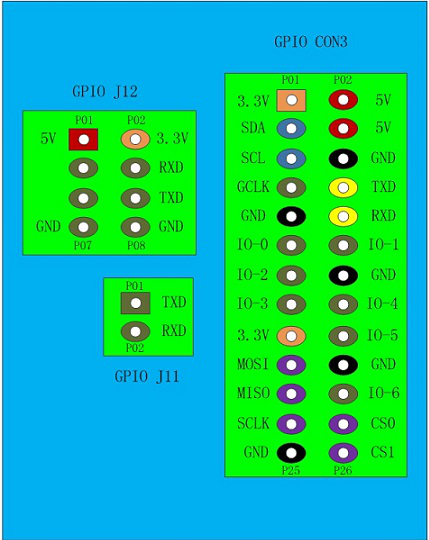 GPIO CON3
P01 P02
3.3V 5V
SDA 5V
SCL GND
GCLK TXD
GND RXD
IO-0 IO-1
IO-2 GND
IO-3 IO-4
3.3V IO-5
MOSI GND
MISO IO-6
SCLK CS0
GND CS1
P25 P26
GPIO J12
P01 P02
5V 3.3V
RXD
TXD
GND GND
P07 P08
P01
TXD
RXD
P02
GPIO J11